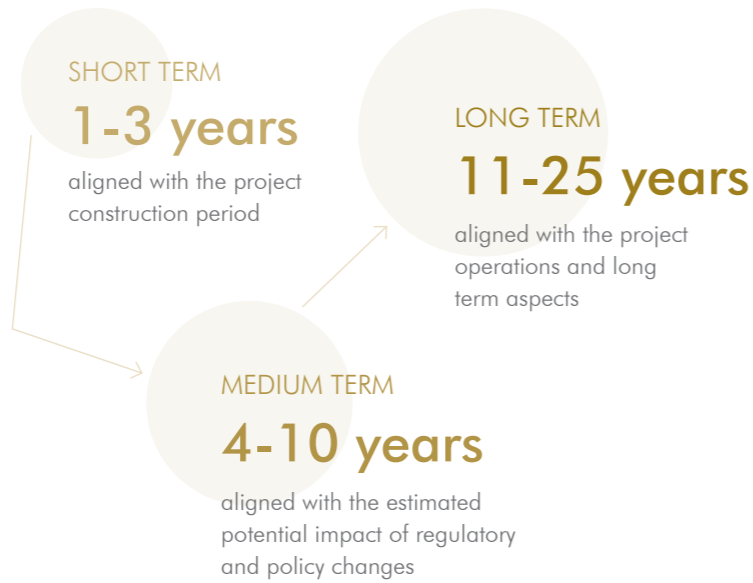 SHORT TERM
1-3 years
aligned with the project
construction period
MEDIUM TERM
4-10 years
aligned with the estimated
potential impact of regulatory
and policy changes
LONG TERM
11-25 years
aligned with the project
operations and long
term aspects